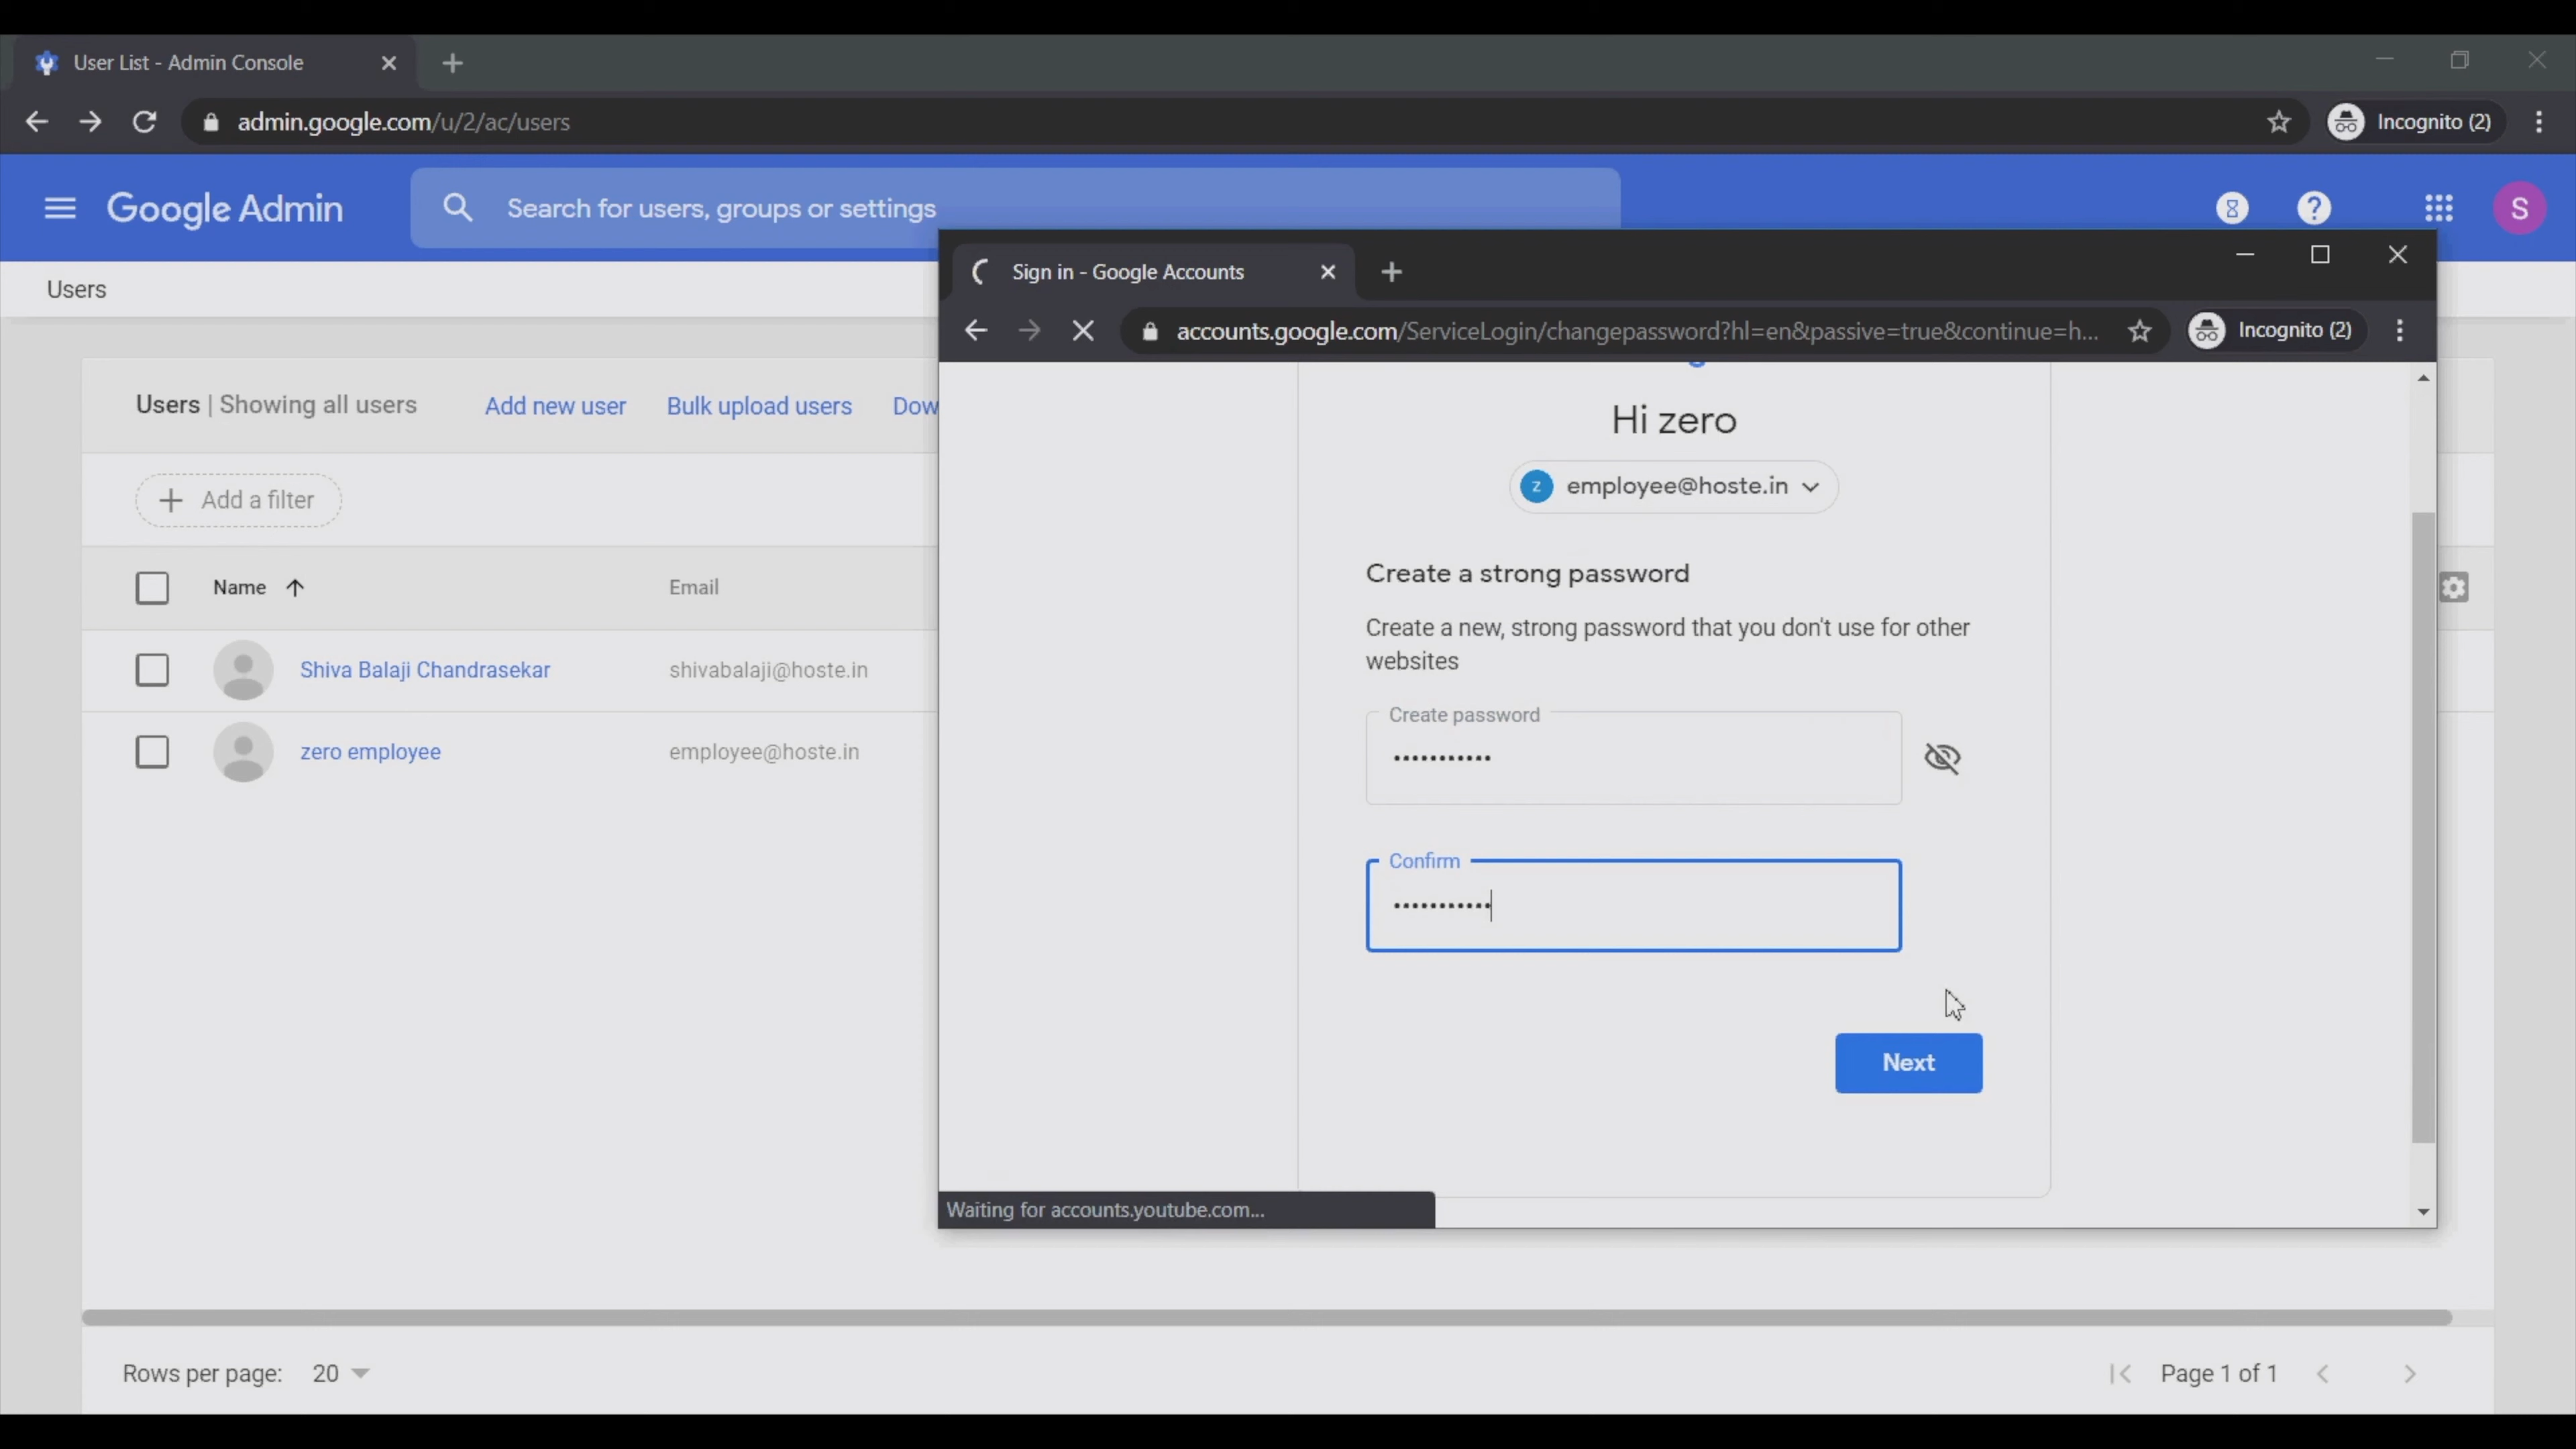 User List - Admin Console
admin.google.com/u/2/ac/users
Incognito (2)
Google Admin
Search for users, groups or settings
S
Users
Users | Showing all users
Add new user
Bulk upload users
Dow
Add a filter
Name
Email
Shiva Balaji Chandrasekar
shivabalaji@hoste.in
zero employee
employee@hoste.in
Rows per page:
20
Page 1 of 1
Sign in - Google Accounts
accounts.google.com/ServiceLogin/changepassword?hl=en&passive=true&continue=h...
Incognito (2)
Hi zero
z
employee@hoste.in
Create a strong password
Create a new, strong password that you don't use for other
websites
Create password
Confirm
Next
Waiting for accounts.youtube.com...